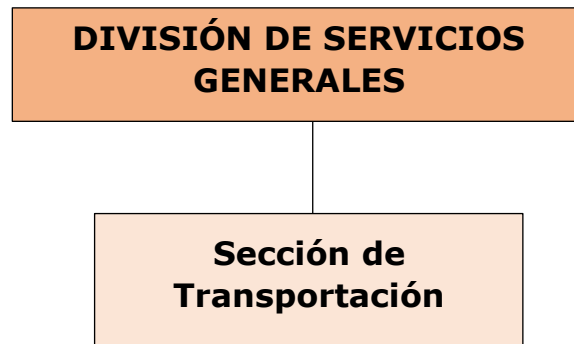 DIVISIÓN DE SERVICIOS
GENERALES
Sección de
Transportación